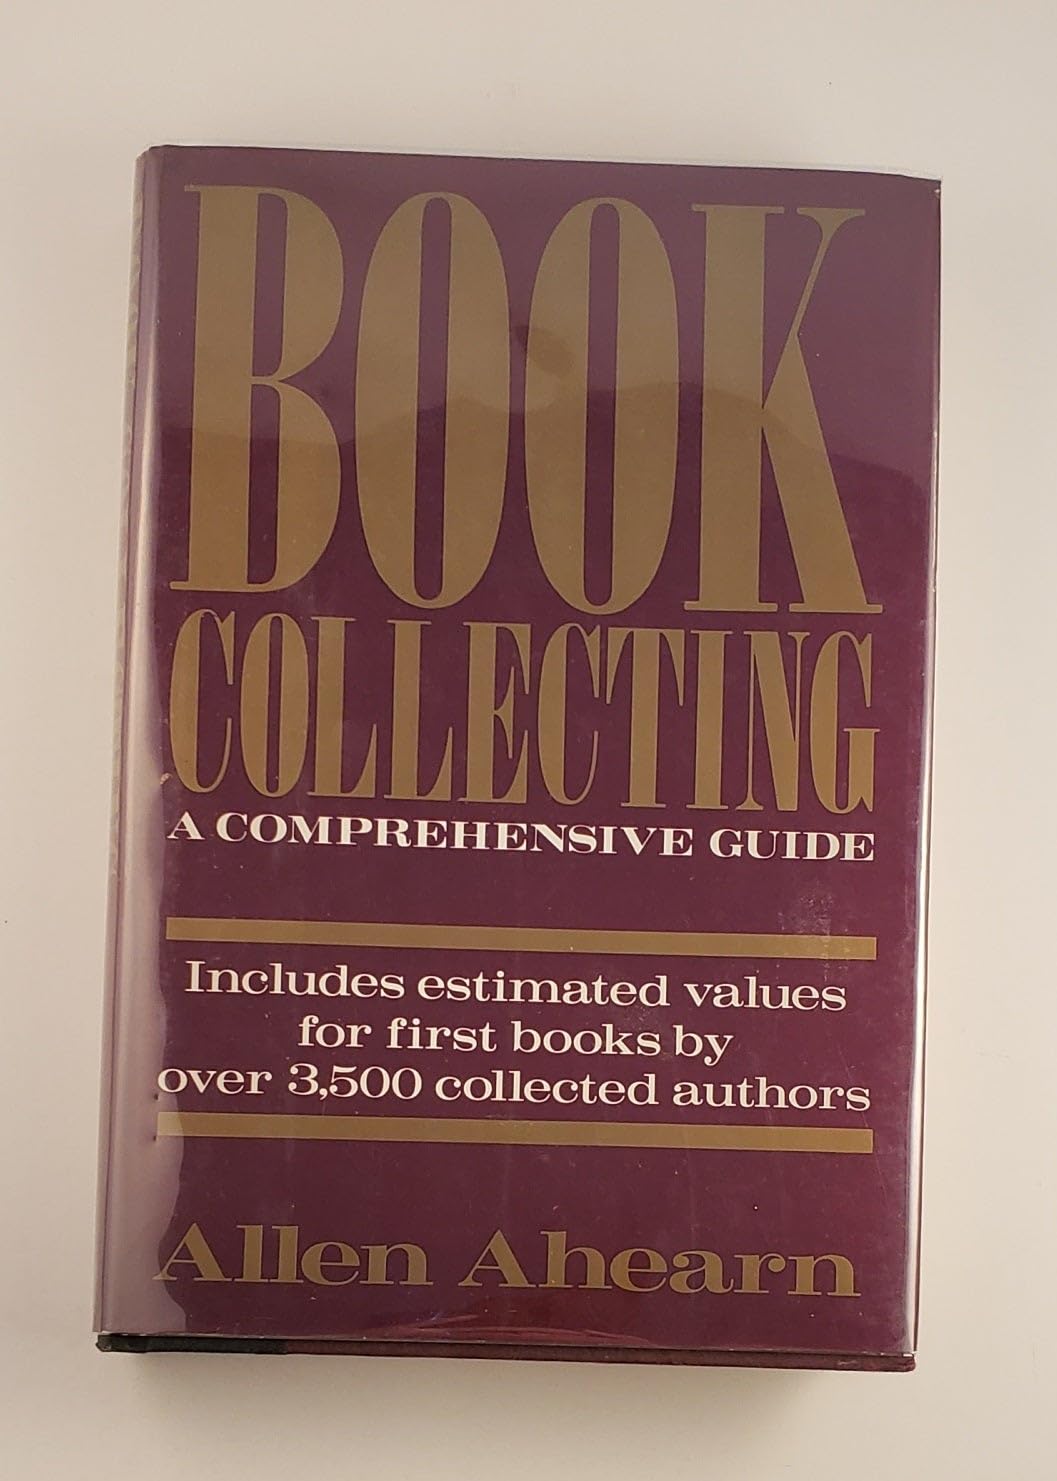 BOOK
COLLECTING
A COMPREHENSIVE GUIDE
Includes estimated values
for first books by
over 3,500 collected authors
Allen Ahearn